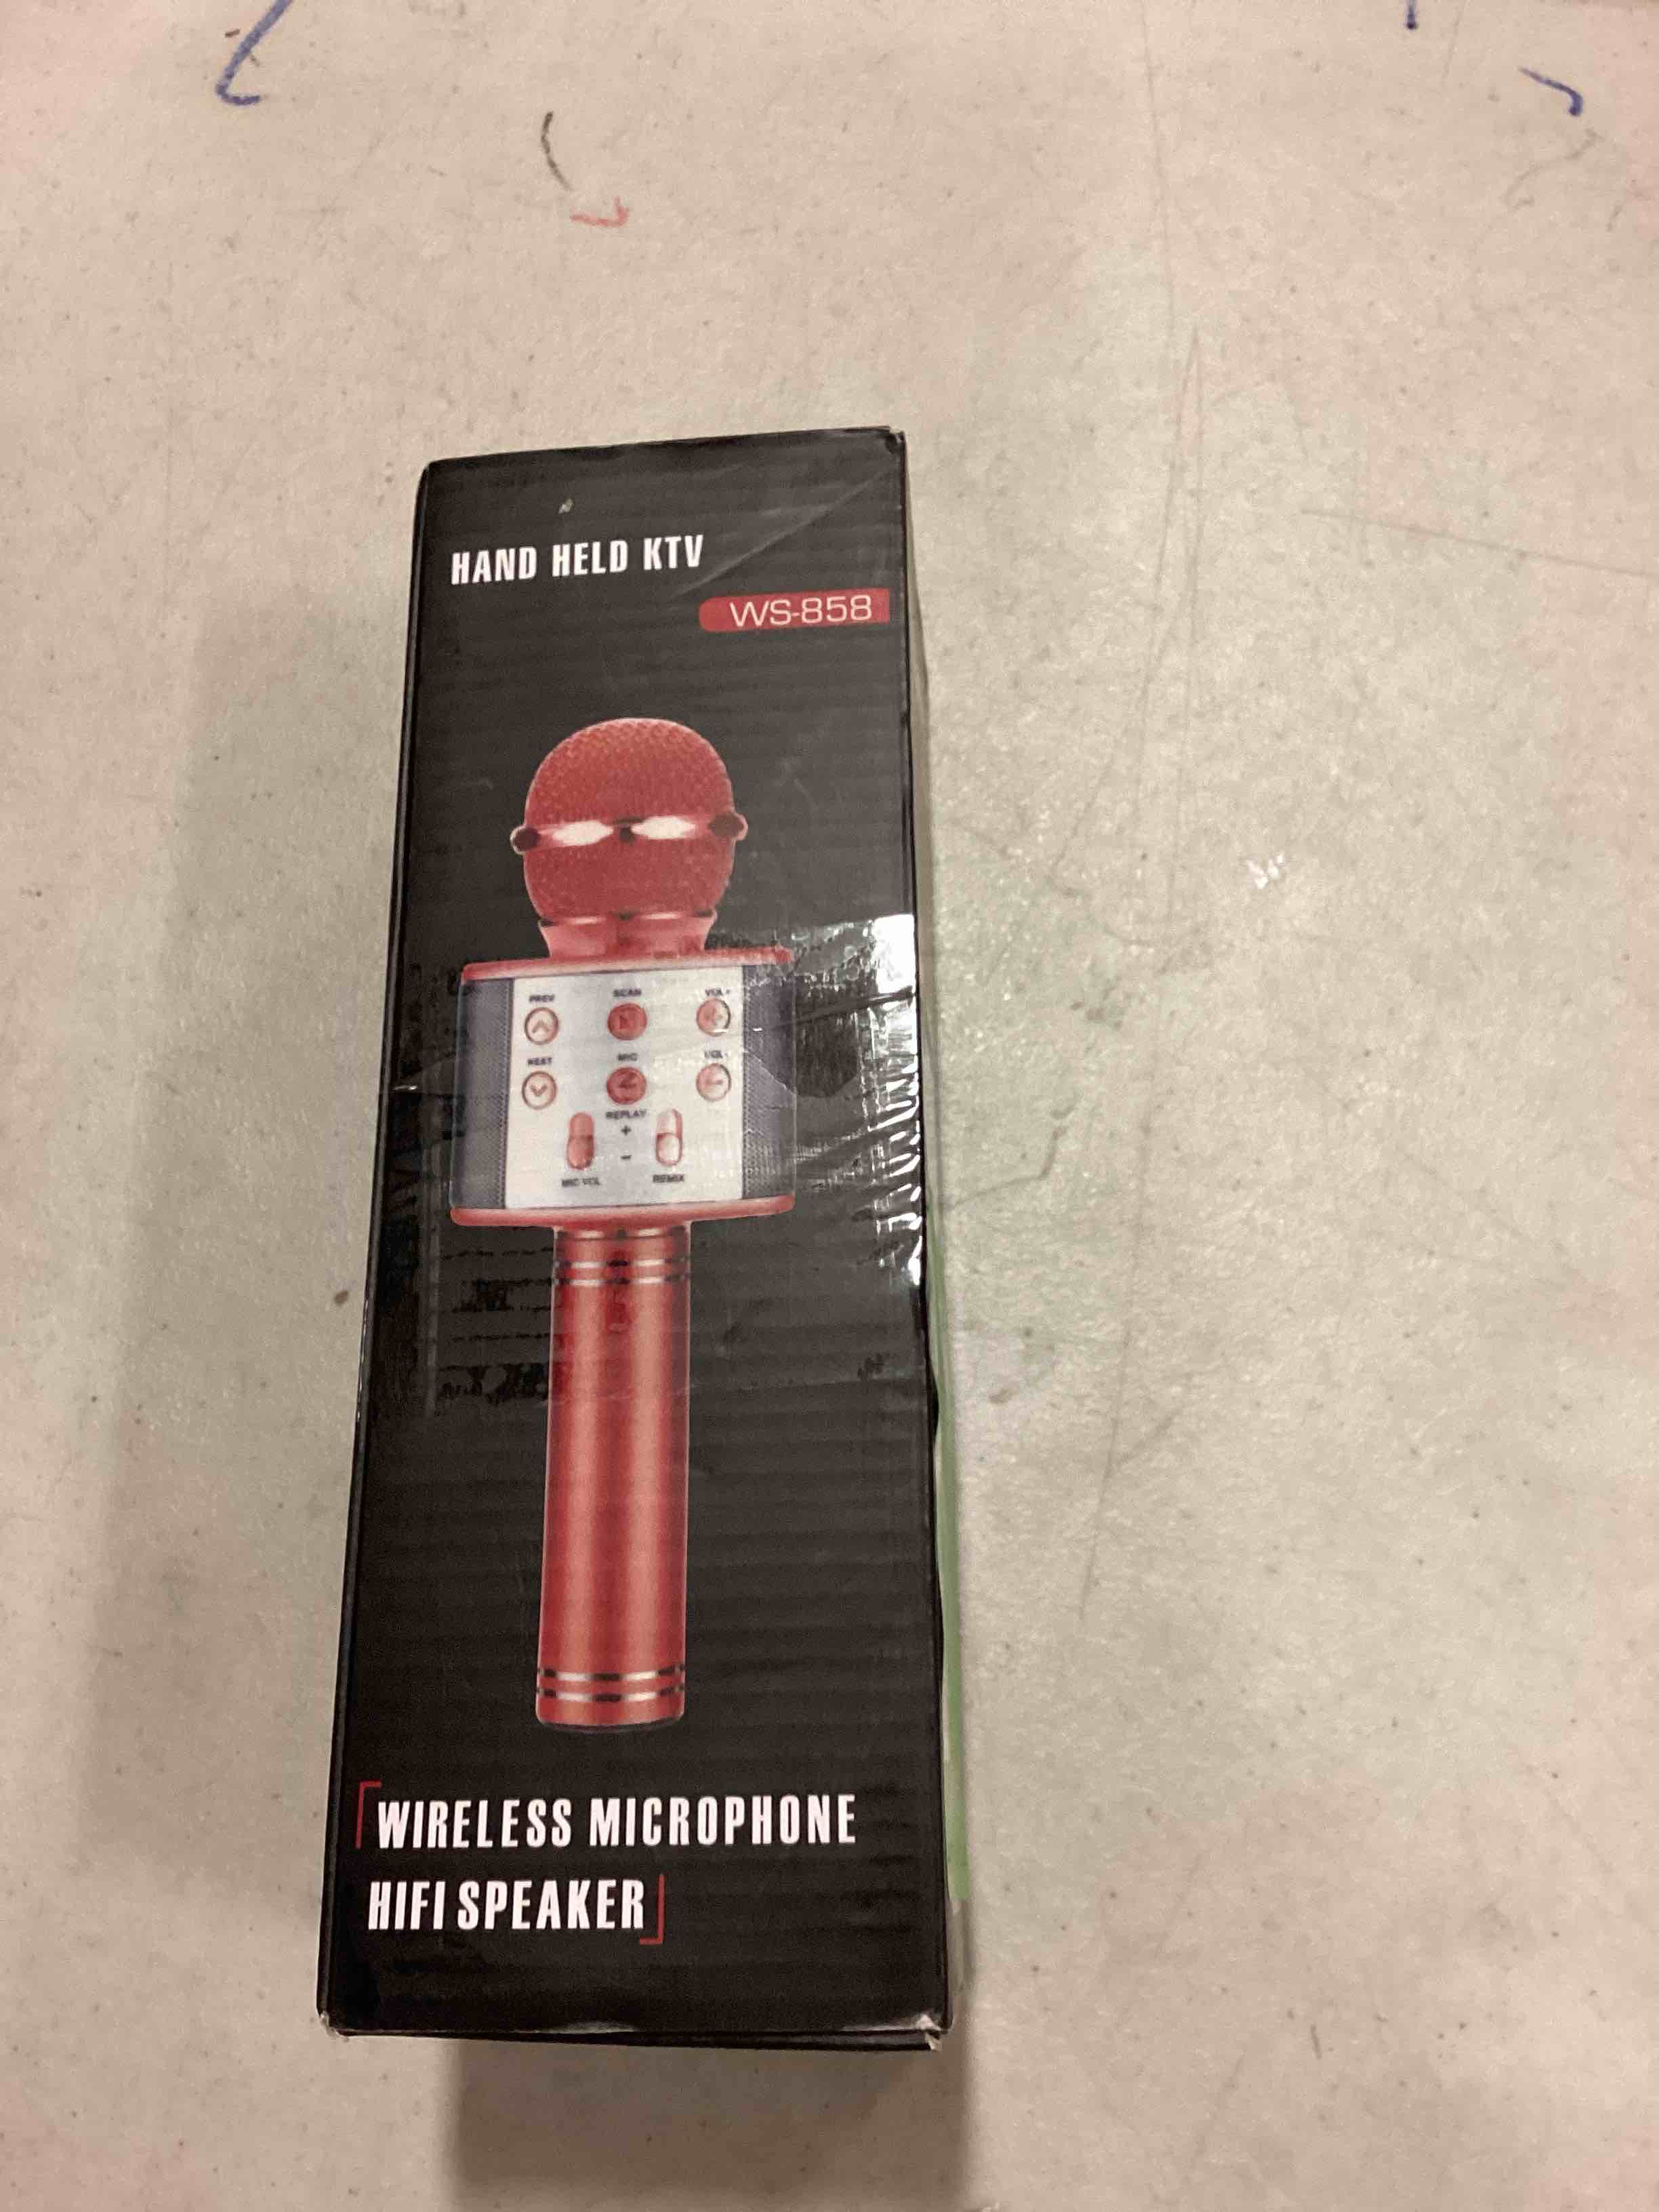 HAND HELD KTV
WS-858
PREV SCAN VOL+
NEXT MIC VOL-
REPLAY
+
-
MIC VOL REMIX
WIRELESS MICROPHONE
HIFI SPEAKER